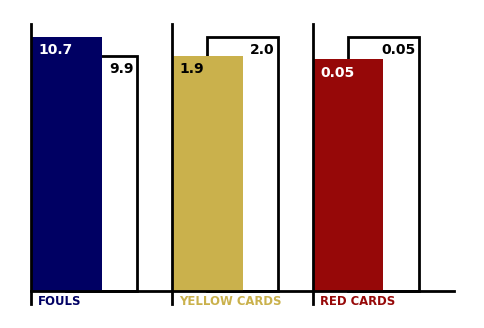 10.7
9.9
1.9
2.0
0.05
0.05
FOULS
YELLOW CARDS
RED CARDS